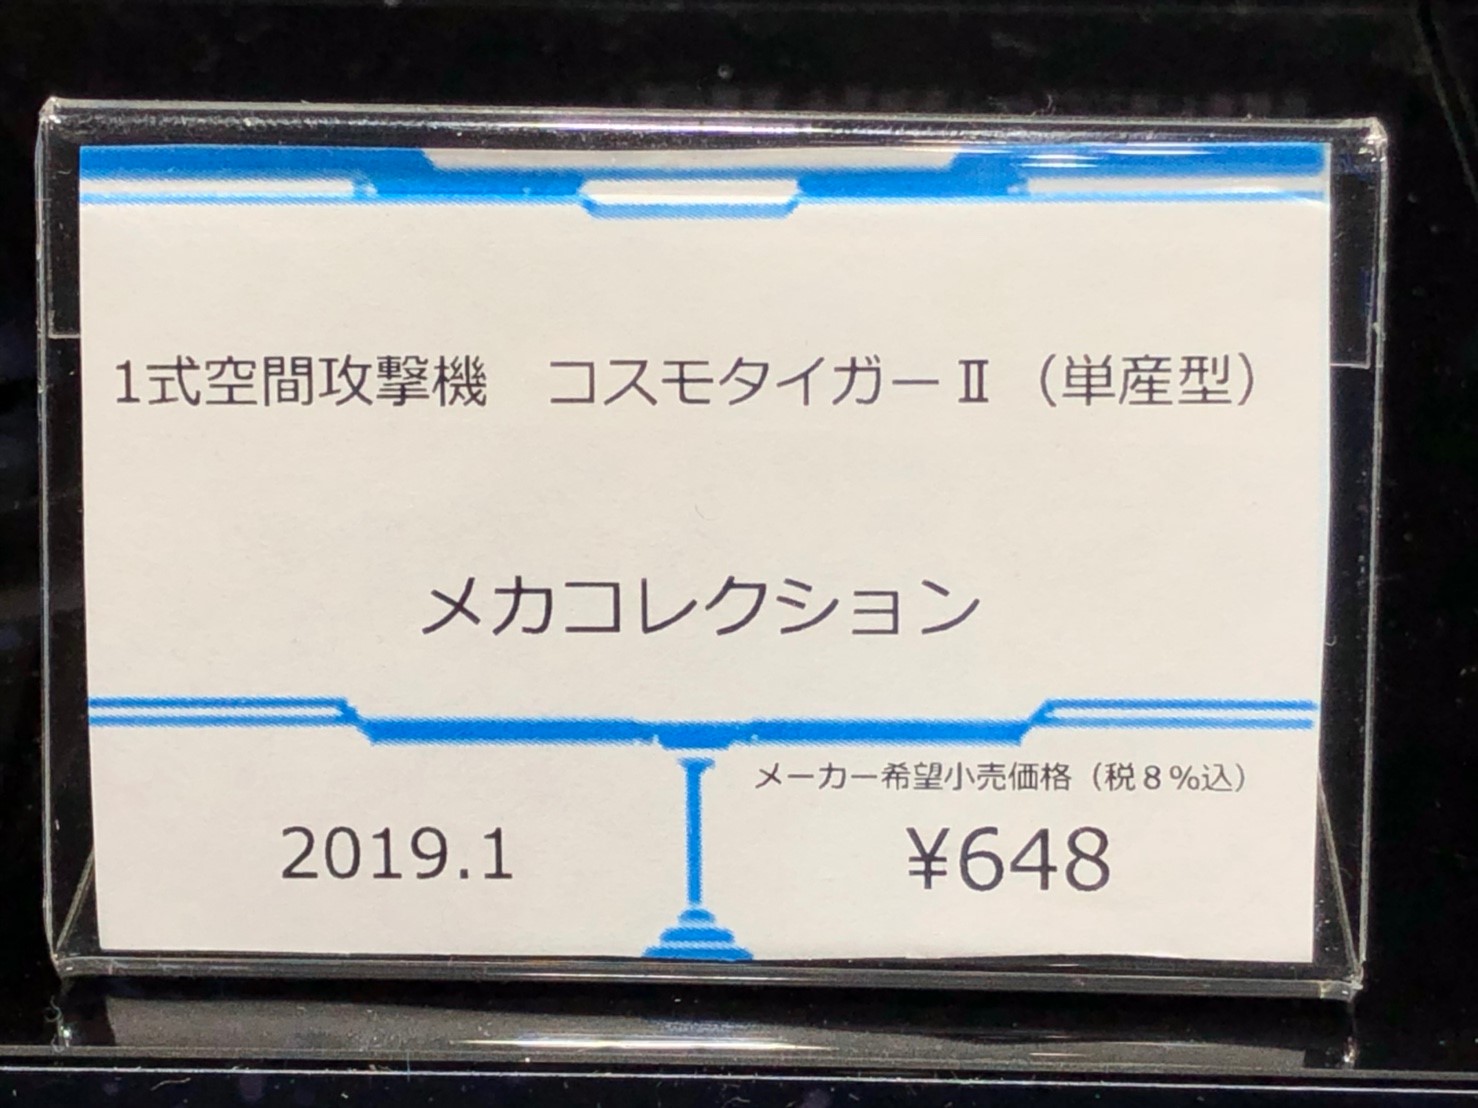 1式空間攻撃機　コスモタイガーⅡ（単産型）
メカコレクション
メーカー希望小売価格（税８％込）
2019.1
¥648